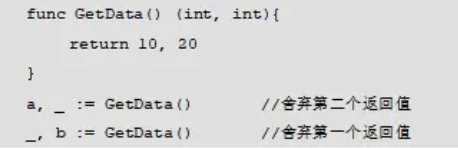 func GetData() (int, int){
return 10, 20
}
a, _ := GetData() //舍弃第二个返回值
_, b := GetData() //舍弃第一个返回值